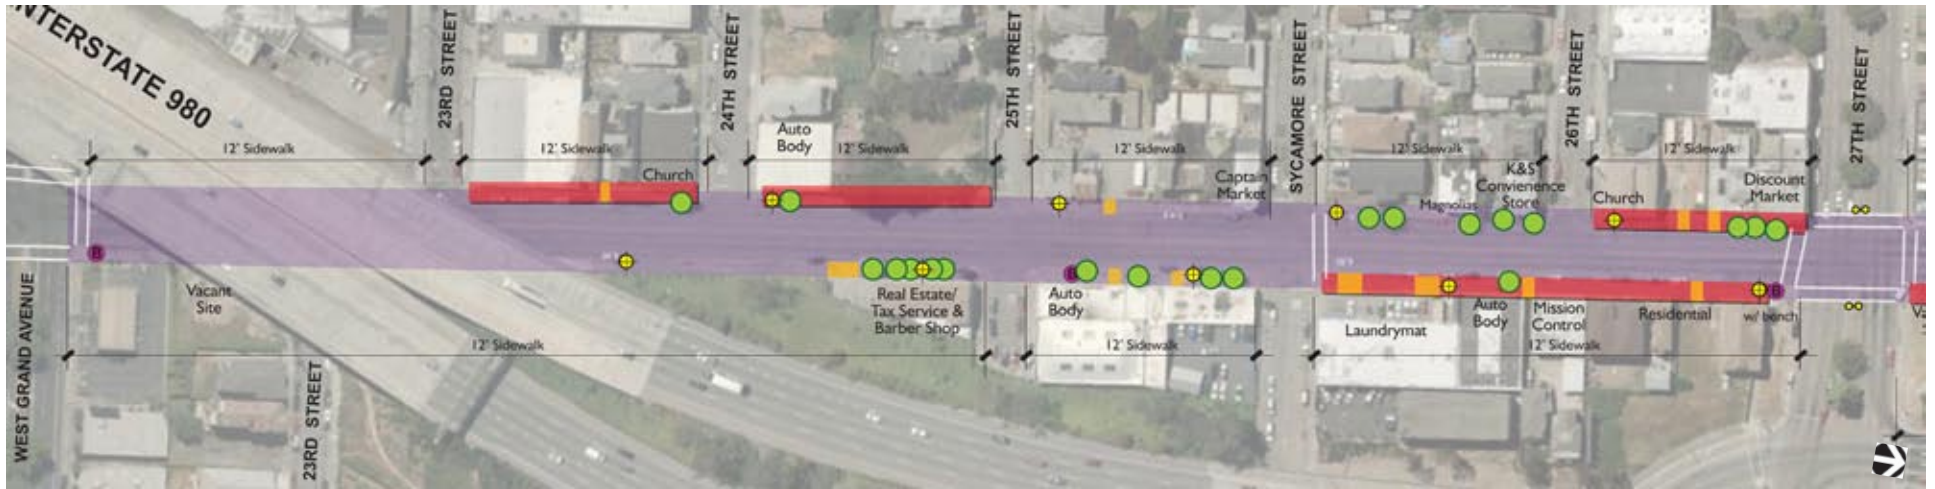 INTERSTATE 980
23RD STREET
24TH STREET
25TH STREET
SYCAMORE STREET
26TH STREET
27TH STREET
12' Sidewalk
12' Sidewalk
Auto
Body
12' Sidewalk
12' Sidewalk
12' Sidewalk
12' Sidewalk
Church
Captain
Market
Magnolias
K&S
Convienence
Store
Church
Discount
Market
B
B
B
WEST GRAND AVENUE
Vacant
Site
23RD STREET
Real Estate/
Tax Service &
Barber Shop
Auto
Body
Laundrymat
Auto
Body
Mission
Control
Residential
w/ bench
12' Sidewalk
12' Sidewalk
12' Sidewalk